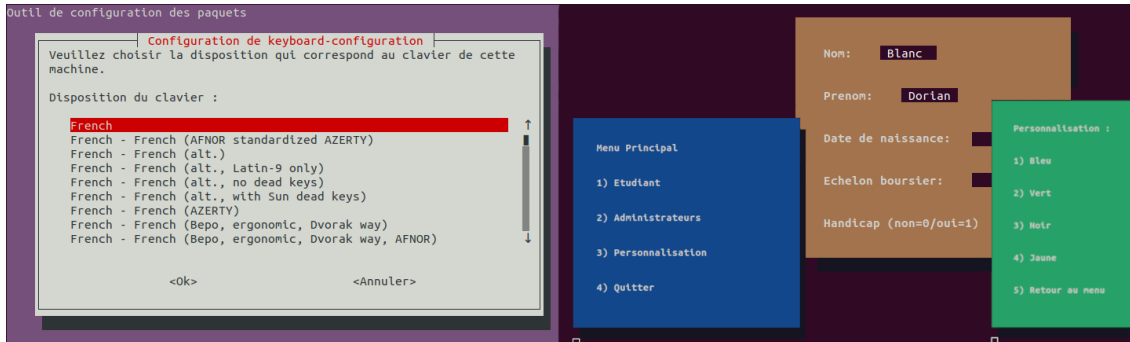 Outil de configuration des paquets
Configuration de keyboard-configuration
Veuillez choisir la disposition qui correspond au clavier de cette
machine.
Disposition du clavier :
French
French - French (AFNOR standardized AZERTY)
French - French (alt.)
French - French (alt., Latin-9 only)
French - French (alt., no dead keys)
French - French (alt., with Sun dead keys)
French - French (AZERTY)
French - French (Bepo, ergonomic, Dvorak way)
French - French (Bepo, ergonomic, Dvorak way, AFNOR)
<Ok> <Annuler>
Menu Principal
1) Etudiant
2) Administrateurs
3) Personnalisation
4) Quitter
Nom: Blanc
Prenom: Dorian
Date de naissance:
Echelon boursier:
Handicap (non=0/oui=1)
Personnalisation :
1) Bleu
2) Vert
3) Noir
4) Jaune
5) Retour au menu